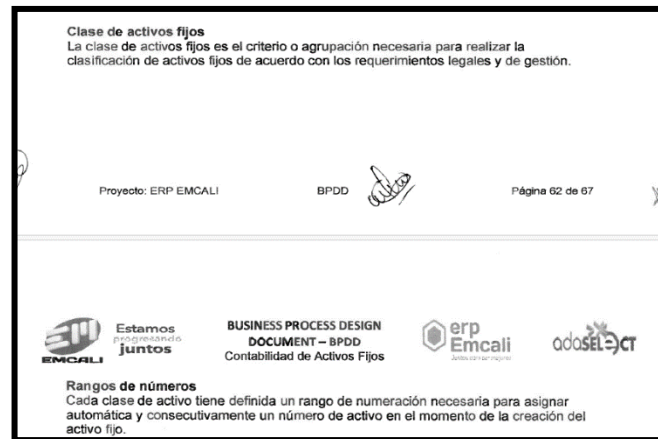 Clase de activos fijos
La clase de activos fijos es el criterio o agrupación necesaria para realizar la
clasificación de activos fijos de acuerdo con los requerimientos legales y de gestión.
Proyecto: ERP EMCALI BPDD Página 62 de 67
EMCALI
Estamos
progresando
juntos
BUSINESS PROCESS DESIGN
DOCUMENT – BPDD
Contabilidad de Activos Fijos
erp
Emcali
adaSELECT
Rangos de números
Cada clase de activo tiene definida un rango de numeración necesaria para asignar
automática y consecutivamente un número de activo en el momento de la creación del
activo fijo.